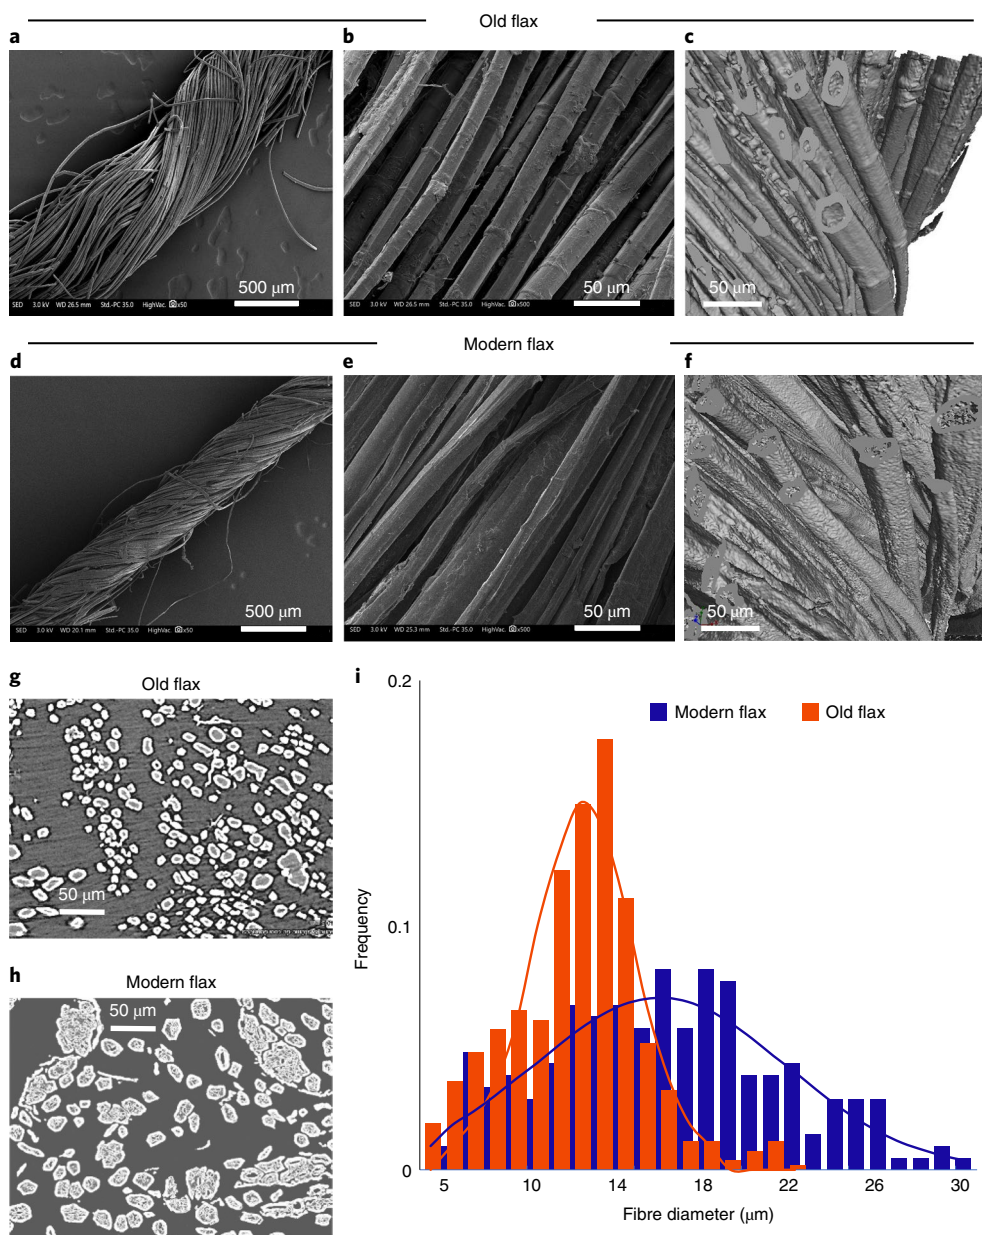 Old flax
a
b
c
SED 3.0 kV WD 26.5 mm Std.-PC 35.0 HighVac. x50
500 μm
SED 3.0 kV WD 26.5 mm Std.-PC 35.0 HighVac. x500
50 μm
50 μm
Modern flax
d
e
f
SED 3.0 kV WD 20.1 mm Std.-PC 35.0 HighVac. x50
500 μm
SED 3.0 kV WD 25.3 mm Std.-PC 35.0 HighVac. x500
50 μm
50 μm
g
Old flax
50 μm
h
Modern flax
50 μm
i
0.2
Modern flax
Old flax
Frequency
0.1
0
5 10 14 18 22 26 30
Fibre diameter (μm)